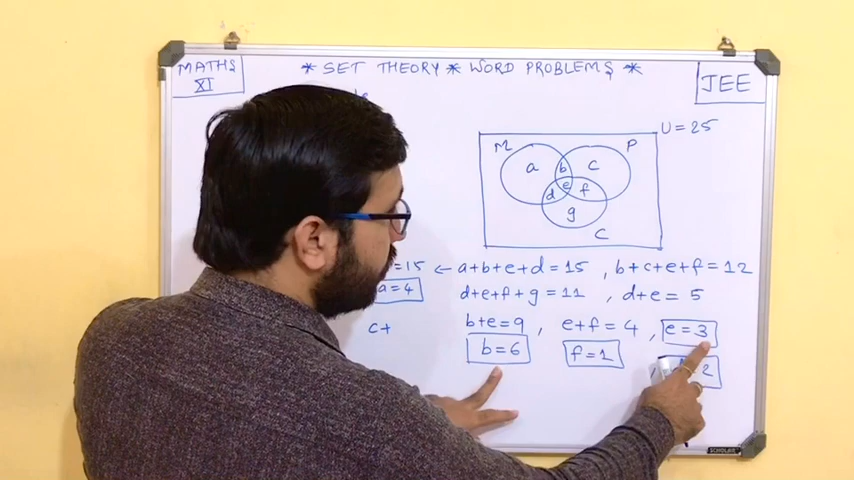 MATHS
XI
* SET THEORY * WORD PROBLEMS *
JEE
U = 25
M
P
a
b
c
e
d
f
g
C
=15 ← a+b+e+d=15 , b+c+e+f=12
a=4
d+e+f+g=11 , d+e=5
c+
b+e=9 , e+f=4 , e=3
b=6
f=1
, 2
SCHOLAR